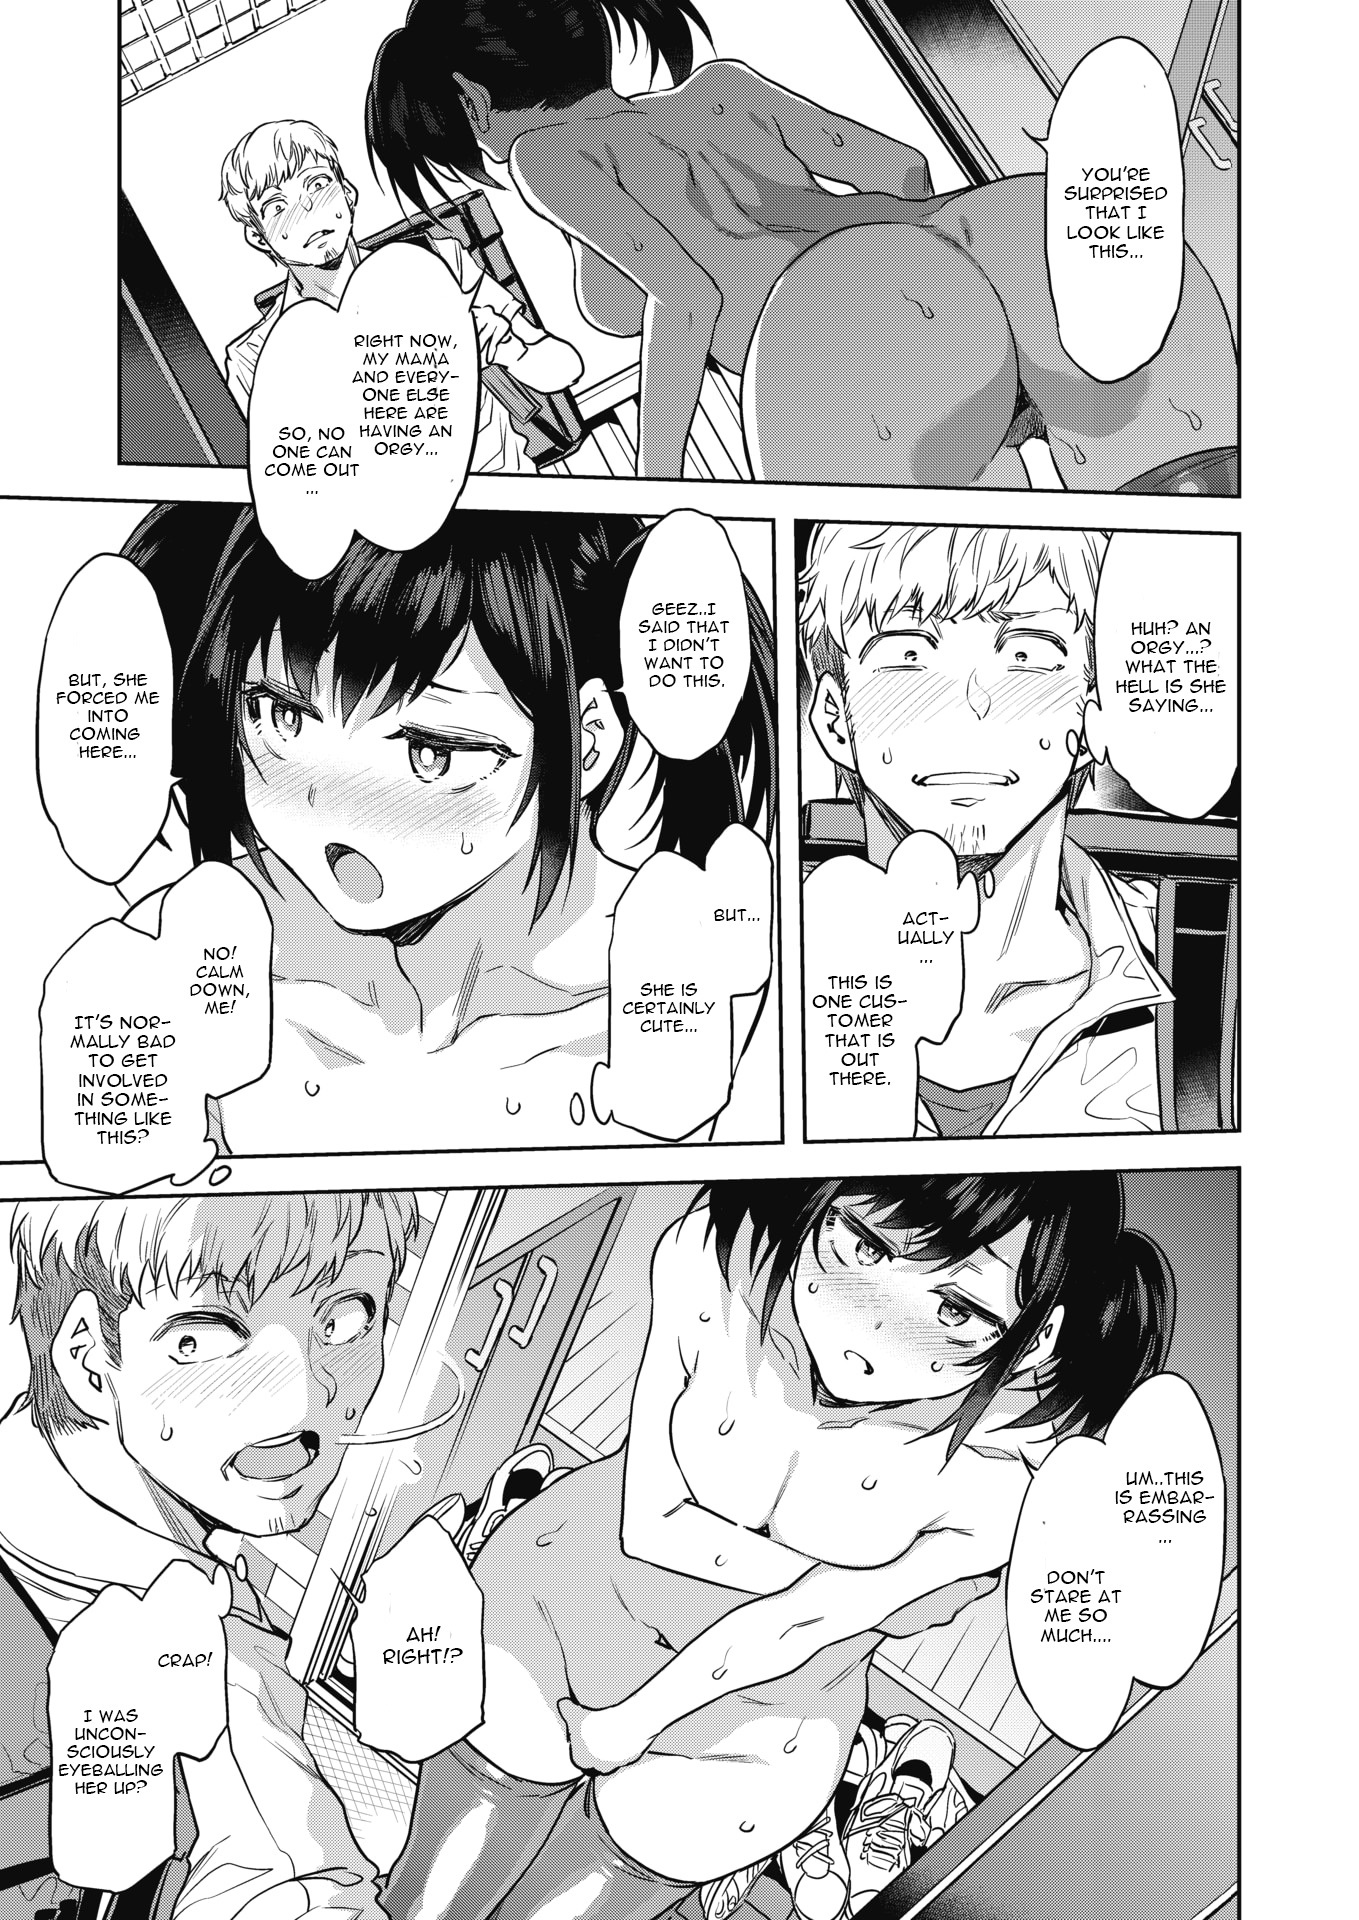 YOU'RE
SURPRISED
THAT I
LOOK LIKE
THIS...
RIGHT NOW,
MY MAMA
AND EVERY-
ONE ELSE
HERE ARE
HAVING AN
ORGY...
SO, NO
ONE CAN
COME OUT
...
HUH? AN
ORGY...?
WHAT THE
HELL IS SHE
SAYING...
ACT-
UALLY
...
THIS IS
ONE CUS-
TOMER
THAT IS
OUT
THERE.
GEEZ..I
SAID THAT
I DIDN'T
WANT TO
DO THIS.
BUT, SHE
FORCED ME
INTO
COMING
HERE...
BUT...
SHE IS
CERTAINLY
CUTE...
NO!
CALM
DOWN,
ME!
IT'S NOR-
MALLY BAD
TO GET
INVOLVED
IN SOME-
THING LIKE
THIS?
UM..THIS
IS EMBAR-
RASSING
...
DON'T
STARE AT
ME SO
MUCH....
AH!
RIGHT!?
CRAP!
I WAS
UNCON-
SCIOUSLY
EYEBALLING
HER UP?